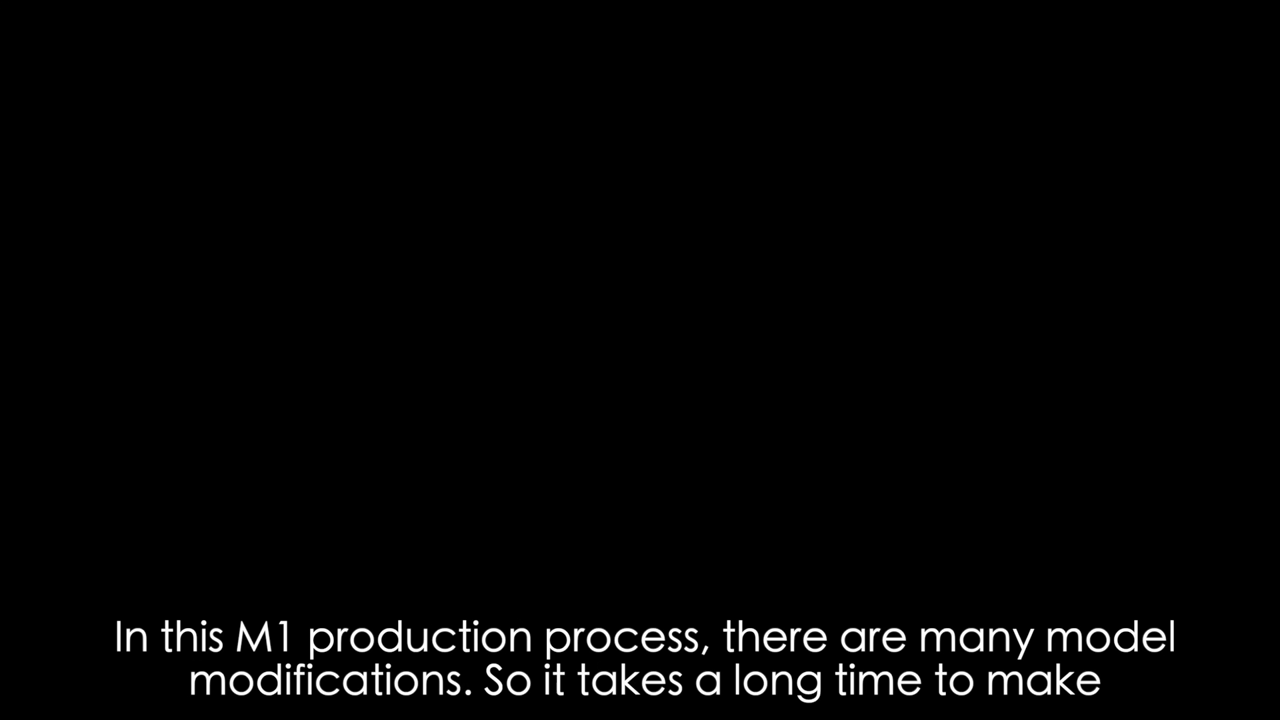 In this M1 production process, there are many model
modifications. So it takes a long time to make